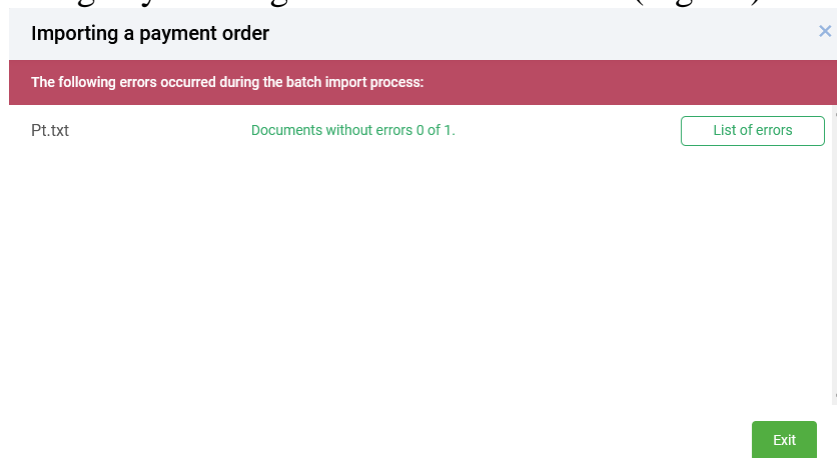 Importing a payment order
The following errors occurred during the batch import process:
Pt.txt Documents without errors 0 of 1. List of errors
Exit